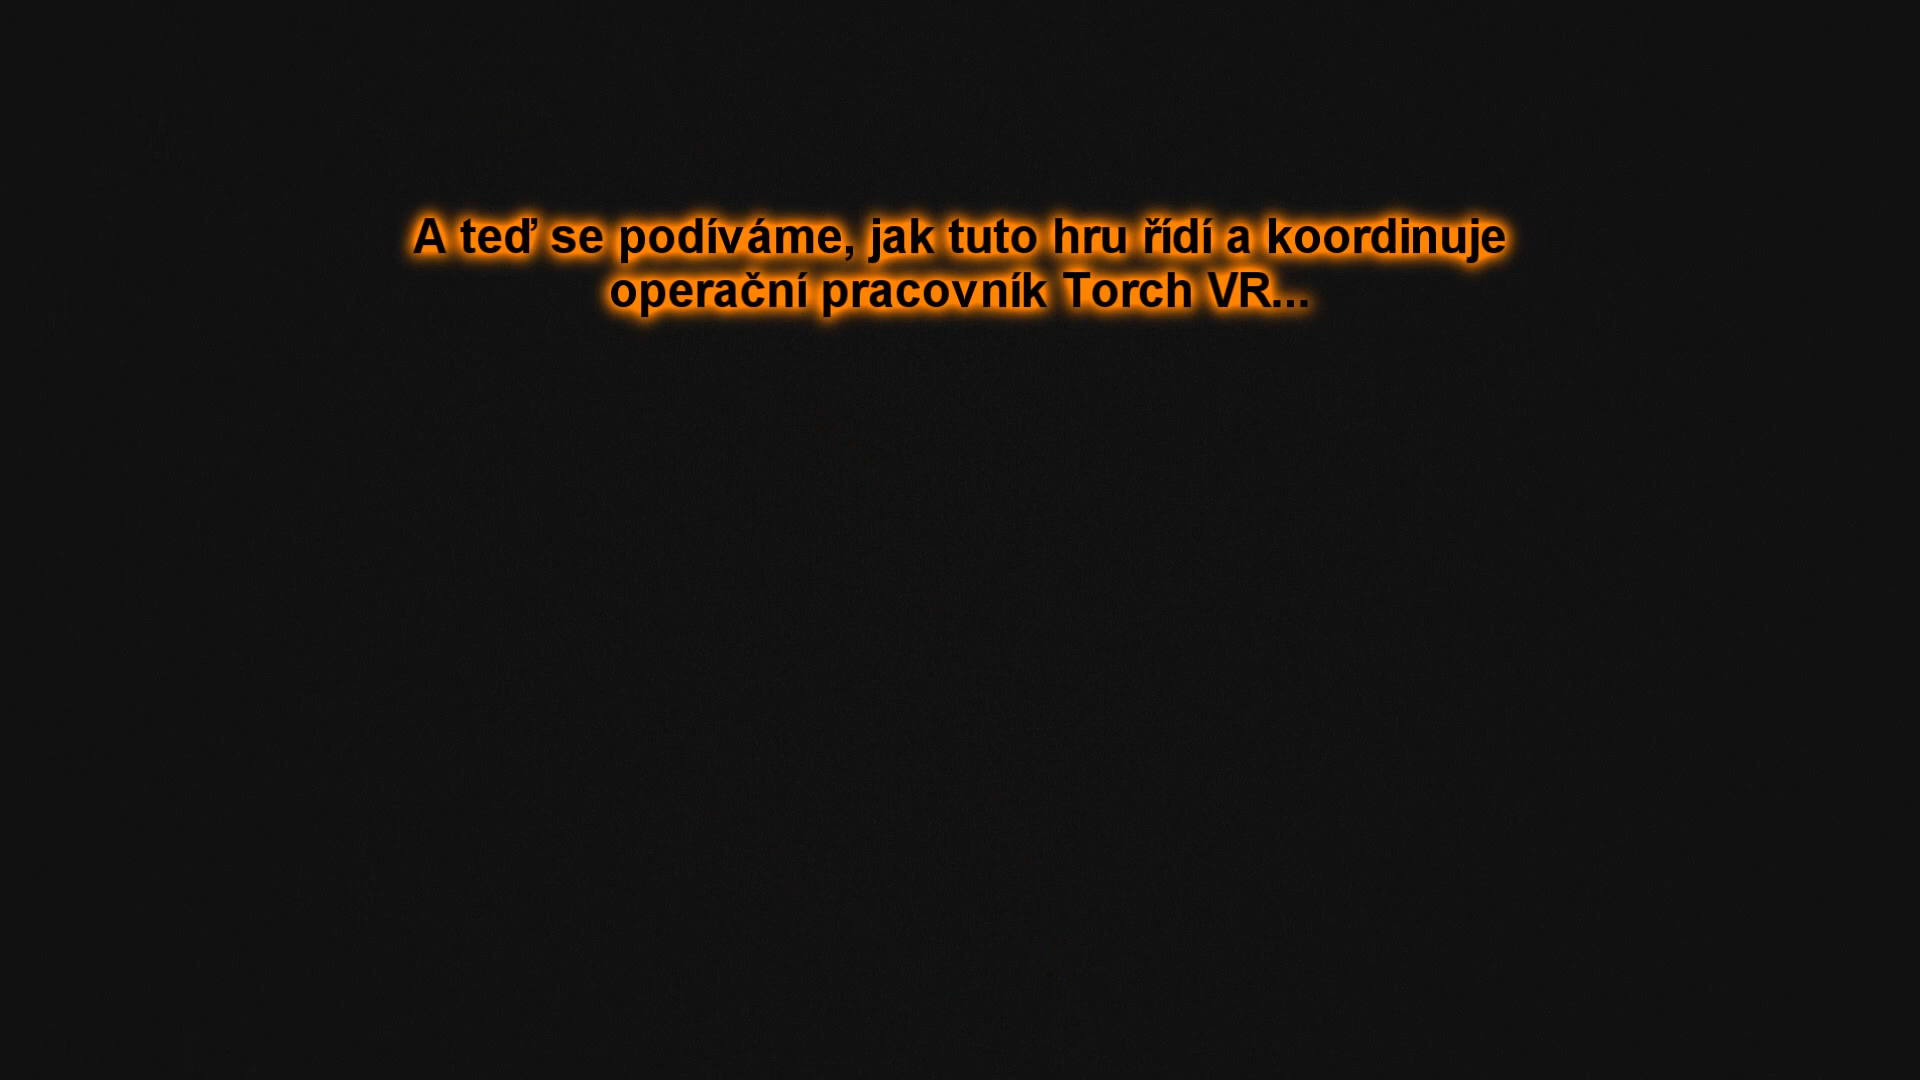 A teď se podíváme, jak tuto hru řídí a koordinuje
operační pracovník Torch VR...